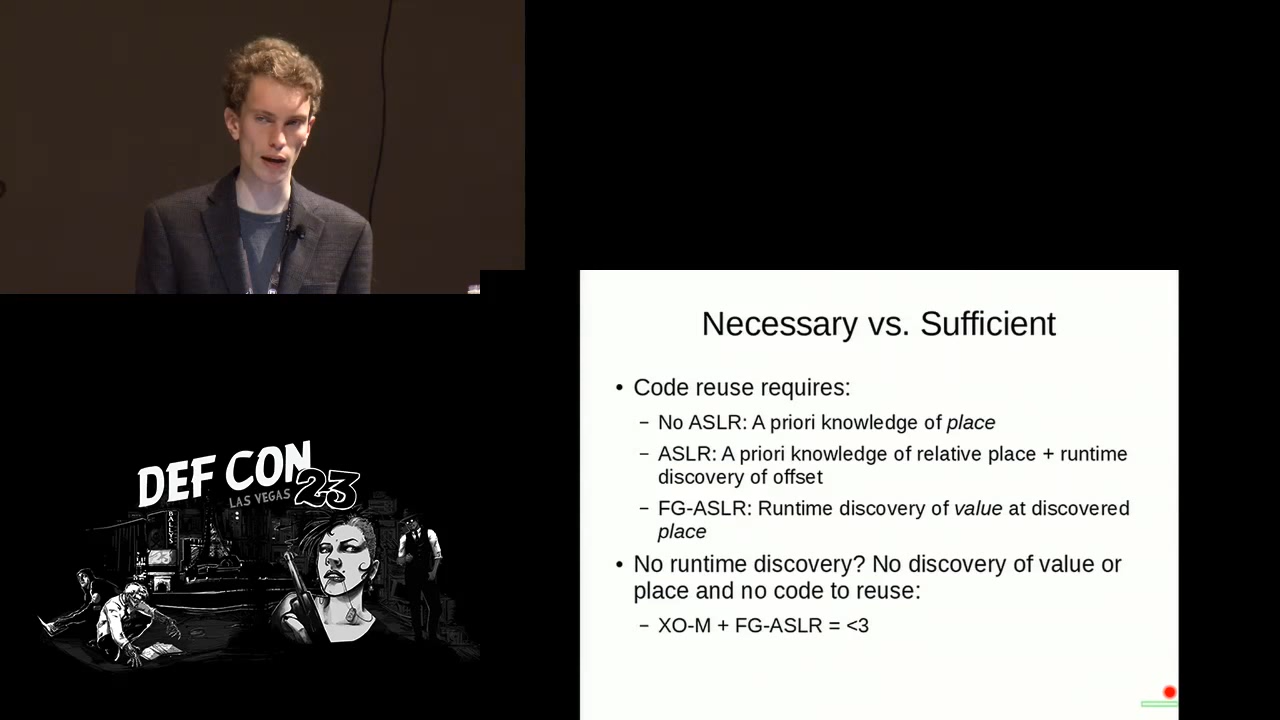 DEF CON
LAS VEGAS 23
BALLYS
Necessary vs. Sufficient
• Code reuse requires:
– No ASLR: A priori knowledge of place
– ASLR: A priori knowledge of relative place + runtime
discovery of offset
– FG-ASLR: Runtime discovery of value at discovered
place
• No runtime discovery? No discovery of value or
place and no code to reuse:
– XO-M + FG-ASLR = <3